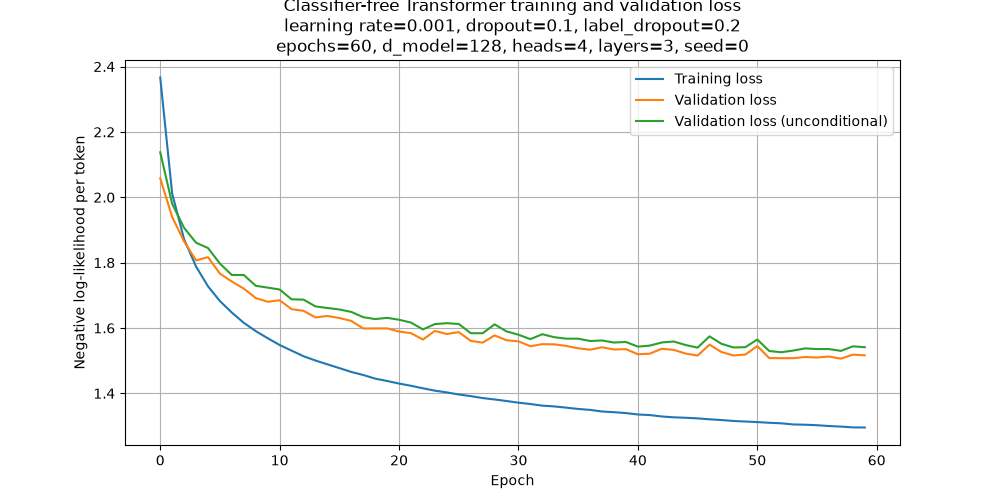 Classifier-free Transformer training and validation loss
learning rate=0.001, dropout=0.1, label_dropout=0.2
epochs=60, d_model=128, heads=4, layers=3, seed=0
Training loss
Validation loss
Validation loss (unconditional)
Negative log-likelihood per token
2.4
2.2
2.0
1.8
1.6
1.4
0 10 20 30 40 50 60
Epoch